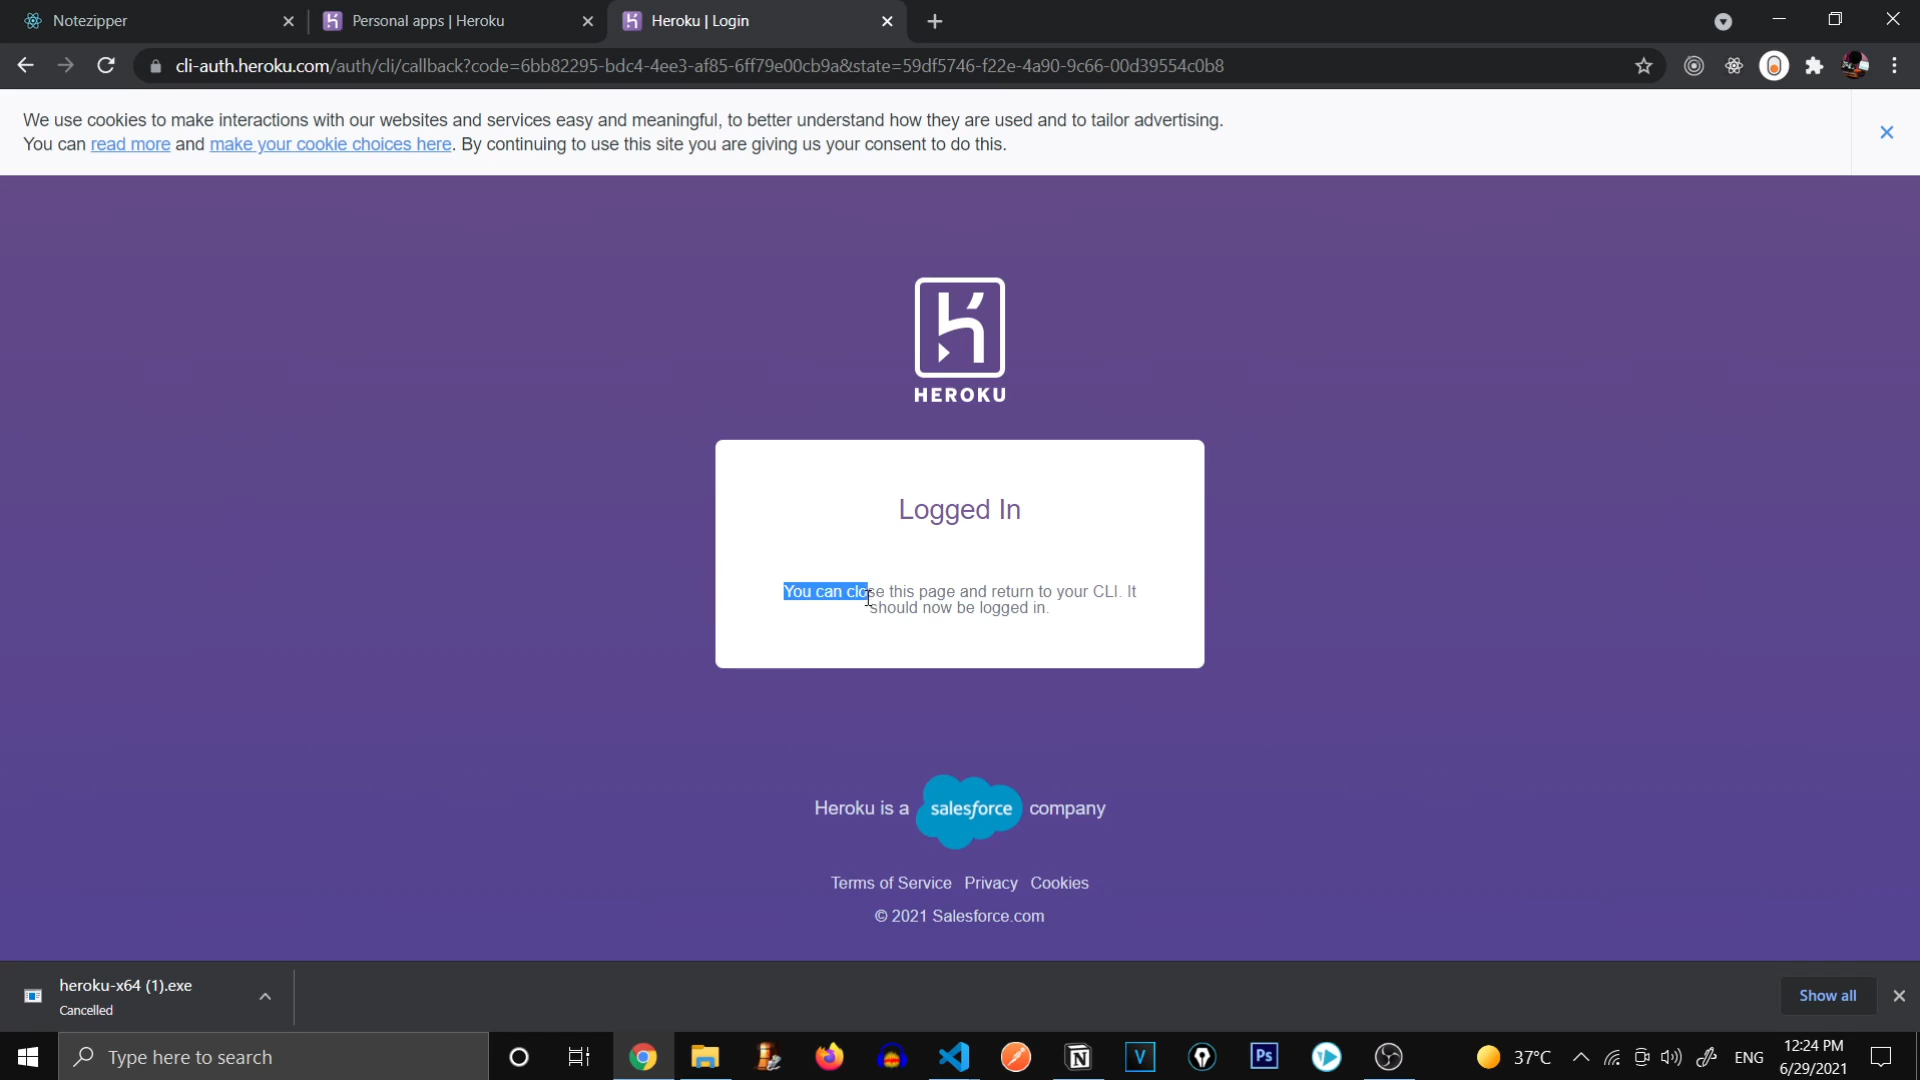 Notezipper
Personal apps | Heroku
Heroku | Login
cli-auth.heroku.com/auth/cli/callback?code=6bb82295-bdc4-4ee3-af85-6ff79e00cb9a&state=59df5746-f22e-4a90-9c66-00d39554c0b8
We use cookies to make interactions with our websites and services easy and meaningful, to better understand how they are used and to tailor advertising.
You can read more and make your cookie choices here. By continuing to use this site you are giving us your consent to do this.
HEROKU
Logged In
You can close this page and return to your CLI. It
should now be logged in.
Heroku is a salesforce company
Terms of Service Privacy Cookies
© 2021 Salesforce.com
heroku-x64 (1).exe
Cancelled
Show all
Type here to search
N
V
Ps
37°C
ENG
12:24 PM
6/29/2021